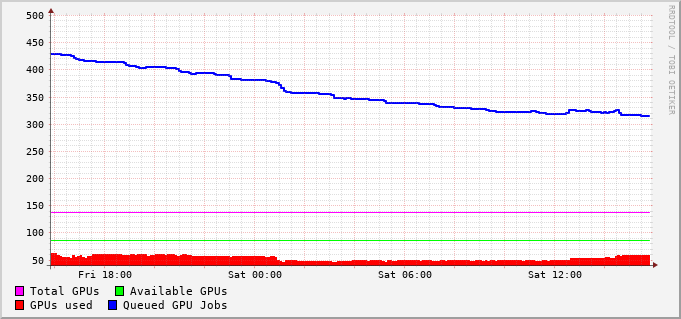 500
450
400
350
300
250
200
150
100
50
Fri 18:00 Sat 00:00 Sat 06:00 Sat 12:00
Total GPUs Available GPUs
GPUs used Queued GPU Jobs
RRDTOOL / TOBI OETIKER